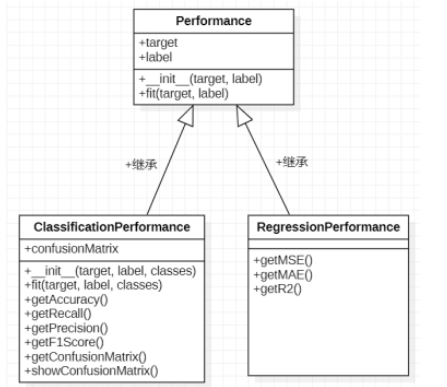 Performance
+target
+label
+__init__(target, label)
+fit(target, label)
+继承
+继承
ClassificationPerformance
+confusionMatrix
+__init__(target, label, classes)
+fit(target, label, classes)
+getAccuracy()
+getRecall()
+getPrecision()
+getF1Score()
+getConfusionMatrix()
+showConfusionMatrix()
RegressionPerformance
+getMSE()
+getMAE()
+getR2()